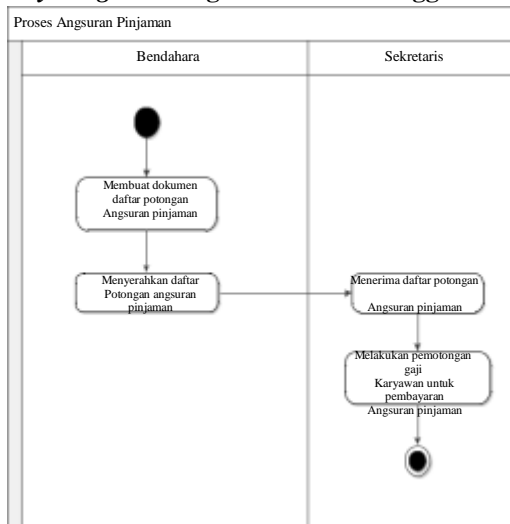 Proses Angsuran Pinjaman
Bendahara
Sekretaris
Membuat dokumen
daftar potongan
Angsuran pinjaman
Menyerahkan daftar
Potongan angsuran
pinjaman
Menerima daftar potongan
Angsuran pinjaman
Melakukan pemotongan
gaji
Karyawan untuk
pembayaran
Angsuran pinjaman